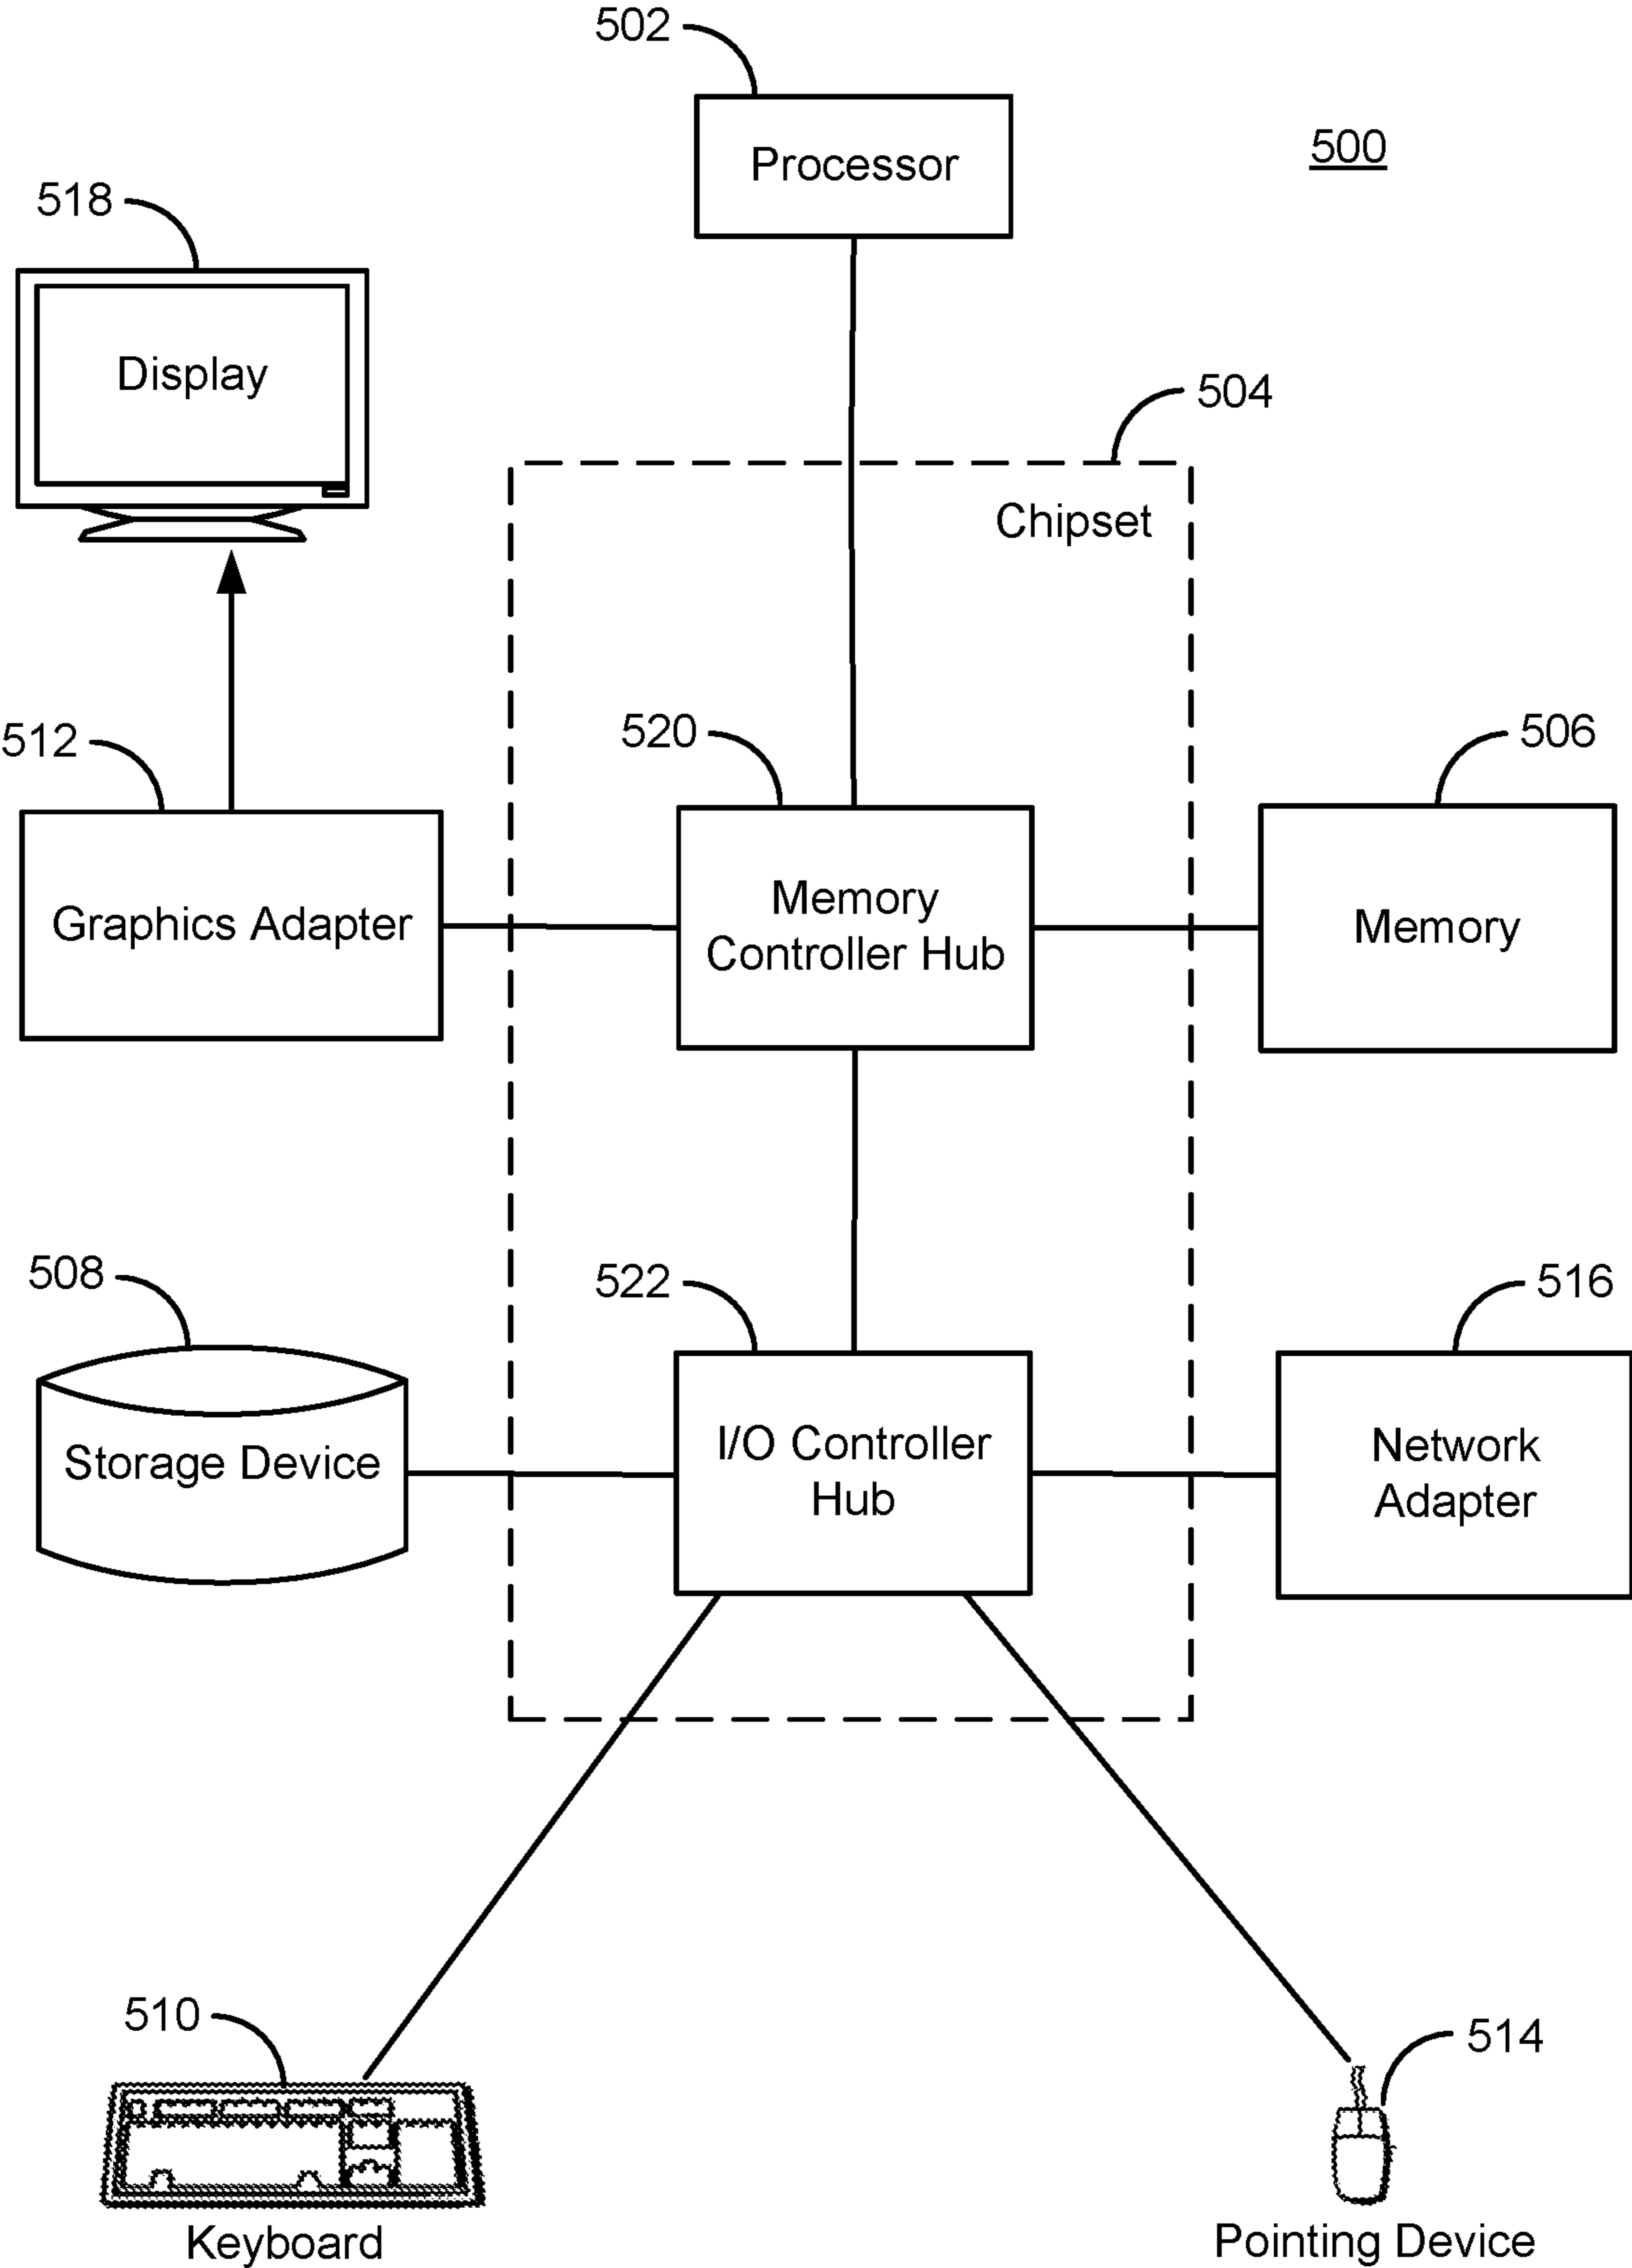 502
Processor
500
518
Display
504
Chipset
512
520
506
Graphics Adapter
Memory
Controller Hub
Memory
508
522
516
Storage Device
I/O Controller
Hub
Network
Adapter
510
514
Keyboard
Pointing Device